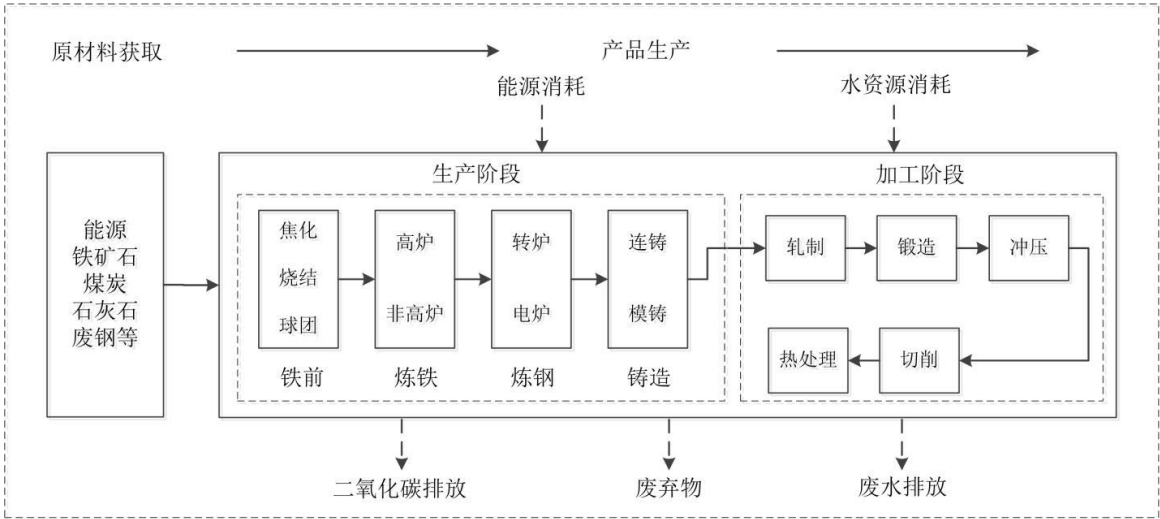 原材料获取
产品生产
能源消耗
水资源消耗
能源
铁矿石
煤炭
石灰石
废钢等
生产阶段
焦化
烧结
球团
铁前
高炉
非高炉
炼铁
转炉
电炉
炼钢
连铸
模铸
铸造
加工阶段
轧制
锻造
冲压
切削
热处理
二氧化碳排放
废弃物
废水排放